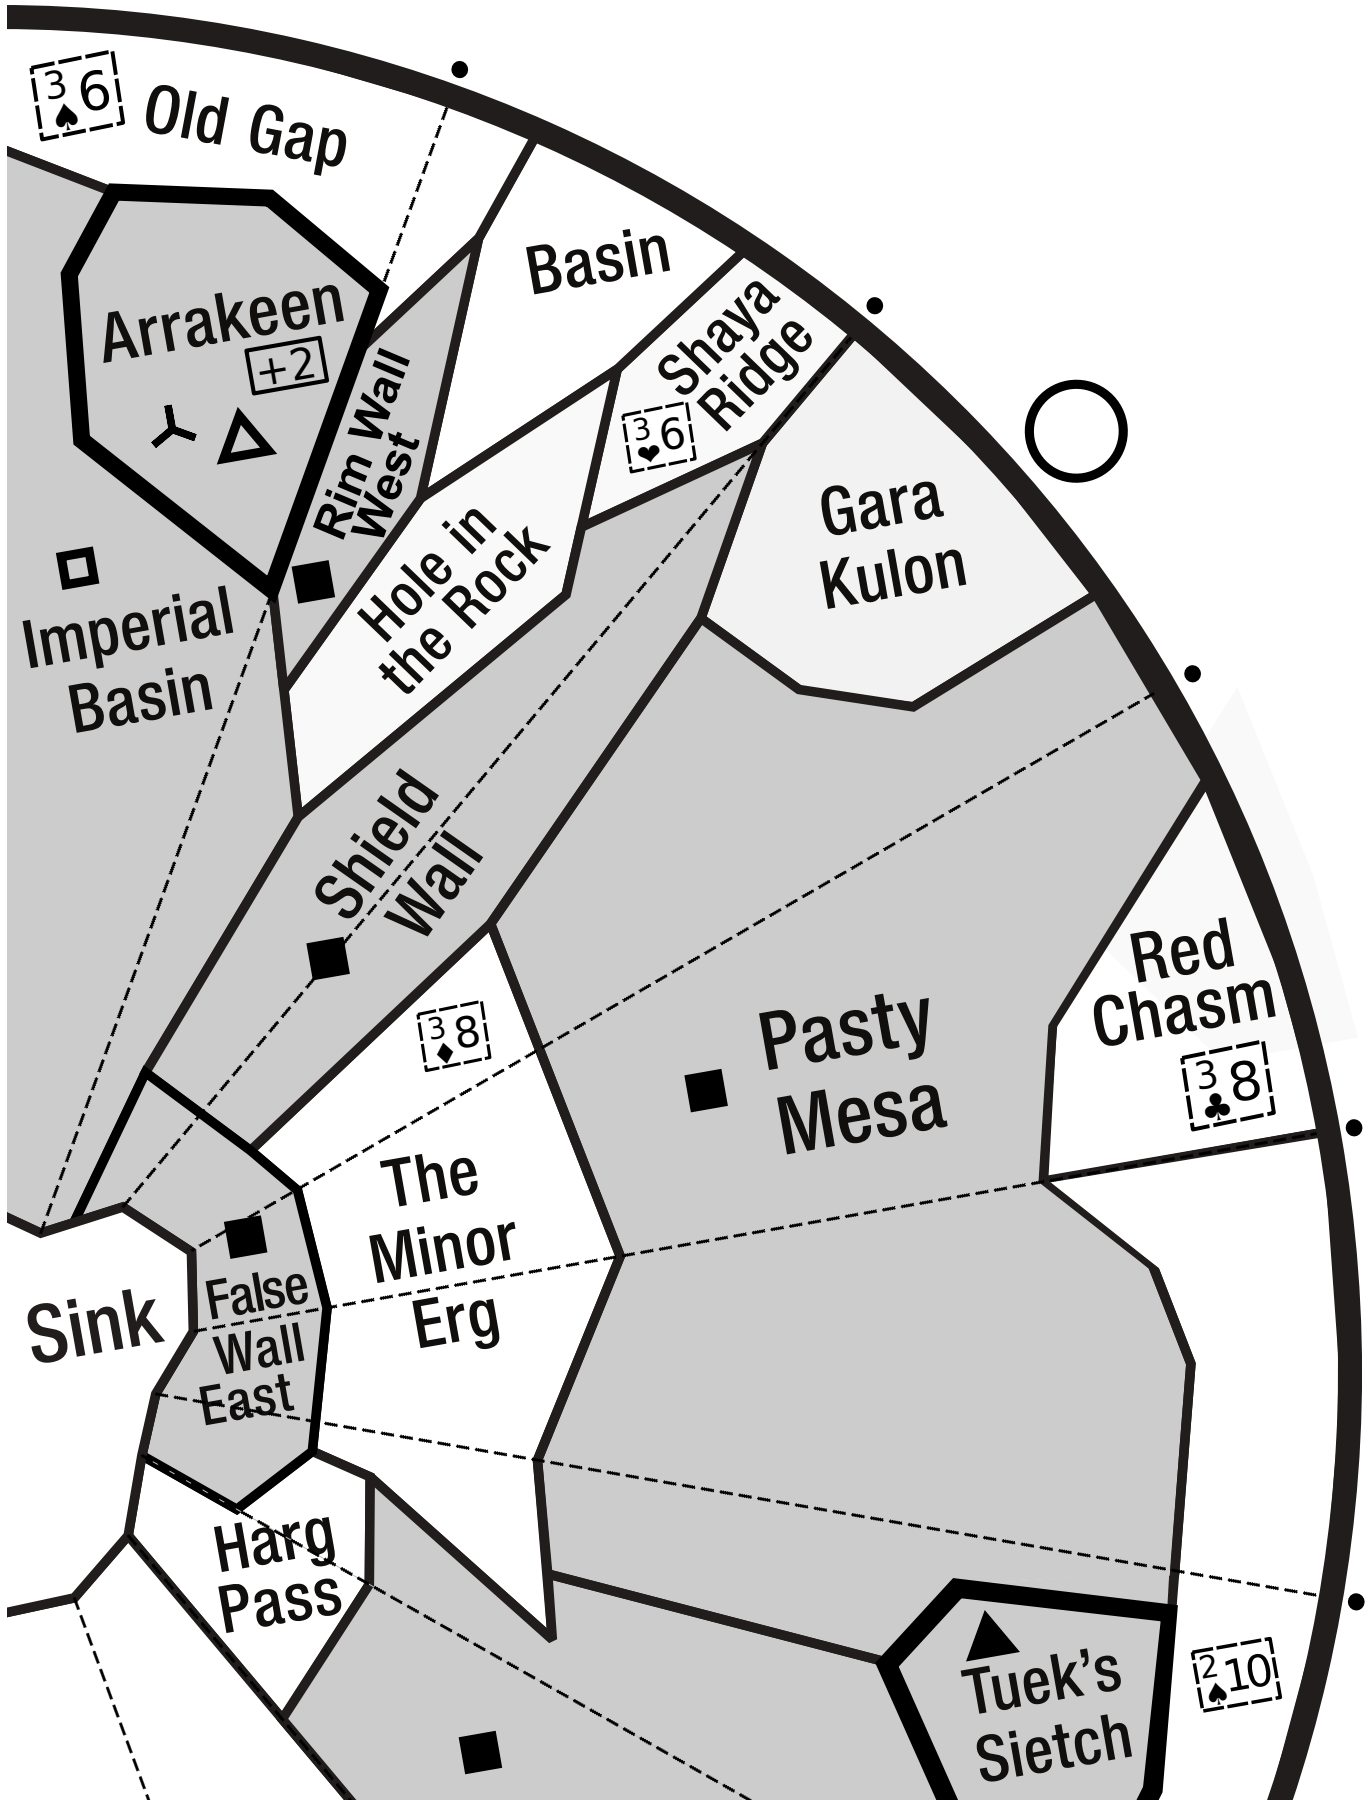 3♠ 6
Old Gap
Arrakeen
+2
Basin
Shaya
Ridge
3♥ 6
Rim Wall
West
Hole in
the Rock
Gara
Kulon
Imperial
Basin
Shield
Wall
Red
Chasm
3♣ 8
3♦ 8
Pasty
Mesa
The
Minor
Erg
Sink
False
Wall
East
Harg
Pass
Tuek’s
Sietch
2♠ 10